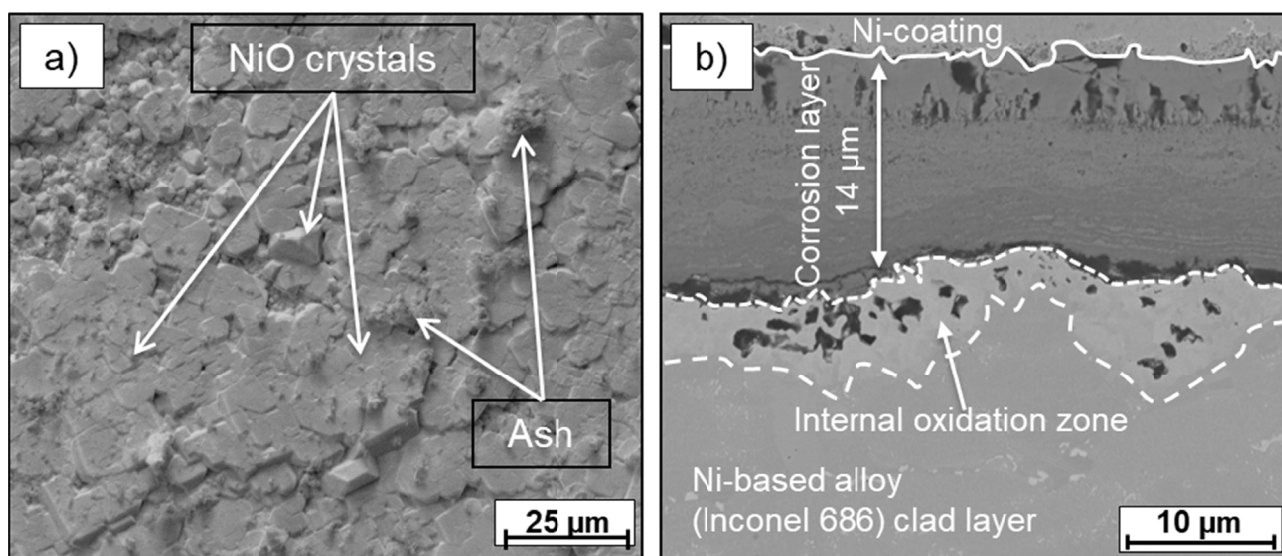 a)
NiO crystals
Ash
25 µm
b)
Ni-coating
Corrosion layer
14 µm
Internal oxidation zone
Ni-based alloy
(Inconel 686) clad layer
10 µm